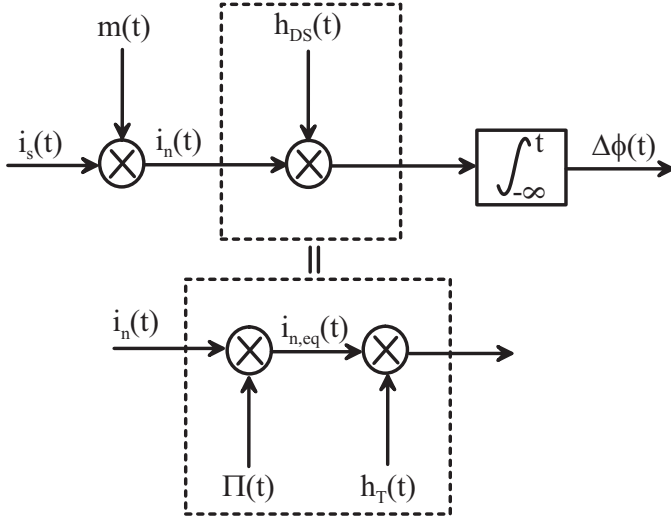 m(t)
h_DS(t)
i_s(t)
i_n(t)
∫_-∞^t
Δϕ(t)
i_n(t)
i_n,eq(t)
Π(t)
h_T(t)